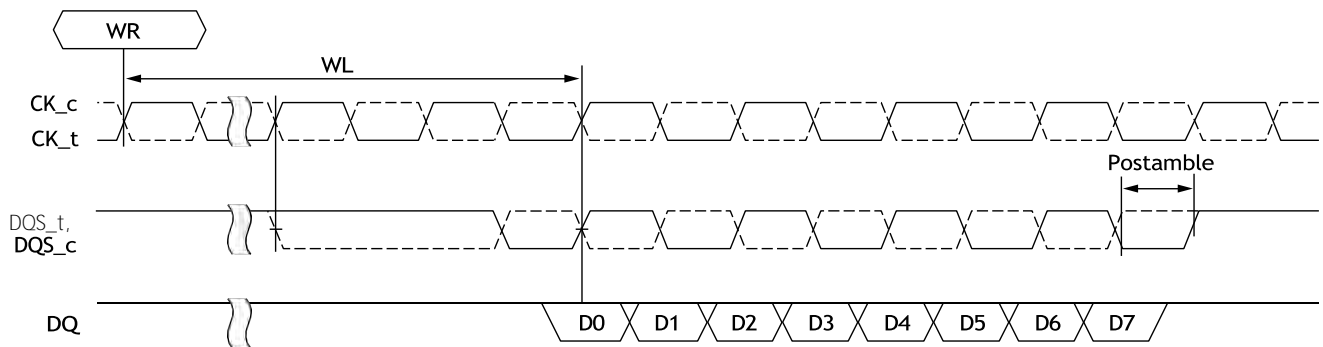 WR
WL
CK_c
CK_t
Postamble
DQS_t,
DQS_c
DQ
D0 D1 D2 D3 D4 D5 D6 D7